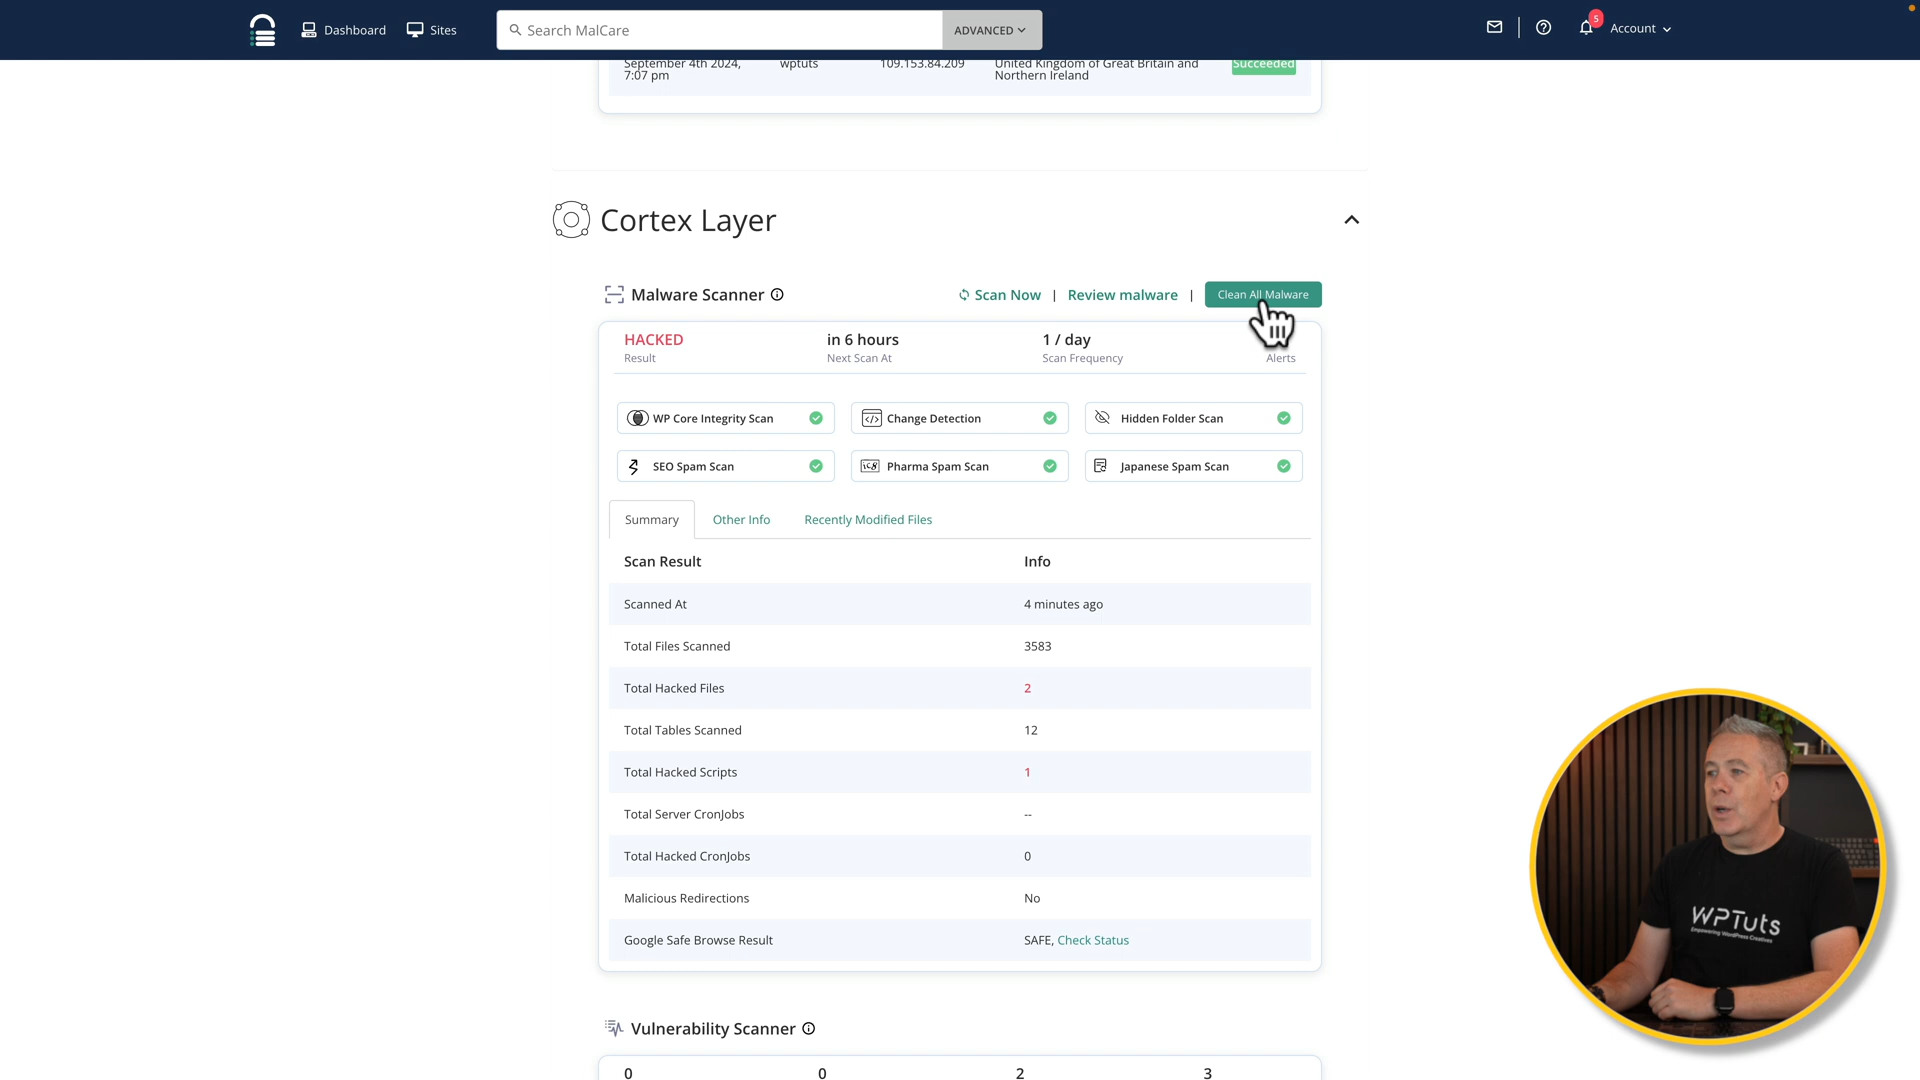 Dashboard
Sites
Search MalCare
ADVANCED
5
Account
September 4th 2024,
7:07 pm
wptuts
109.153.84.209
United Kingdom of Great Britain and
Northern Ireland
Succeeded
Cortex Layer
Malware Scanner
Scan Now | Review malware | Clean All Malware
HACKED
Result
in 6 hours
Next Scan At
1 / day
Scan Frequency
Alerts
WP Core Integrity Scan
Change Detection
Hidden Folder Scan
SEO Spam Scan
Pharma Spam Scan
Japanese Spam Scan
Summary
Other Info
Recently Modified Files
Scan Result Info
Scanned At 4 minutes ago
Total Files Scanned 3583
Total Hacked Files 2
Total Tables Scanned 12
Total Hacked Scripts 1
Total Server CronJobs --
Total Hacked CronJobs 0
Malicious Redirections No
Google Safe Browse Result SAFE, Check Status
Vulnerability Scanner
0 0 2 3
WPTuts
Empowering WordPress Creatives